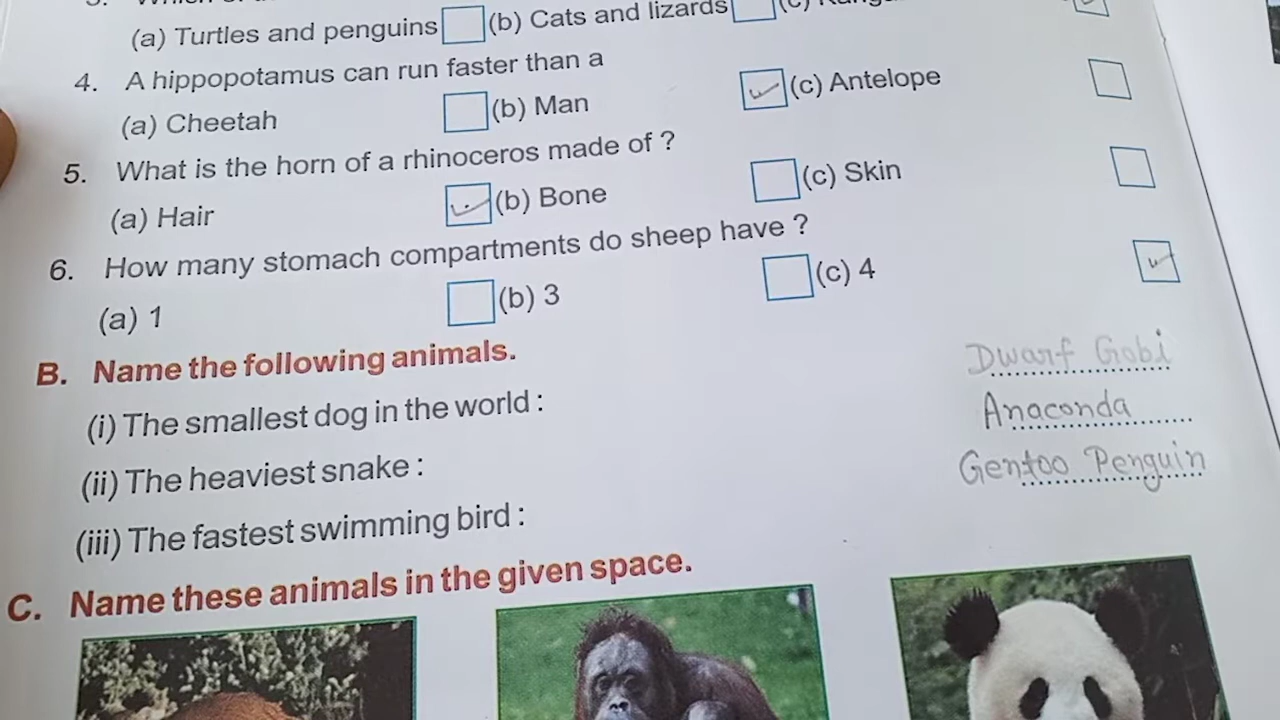 (a) Turtles and penguins (b) Cats and lizards (c)
4. A hippopotamus can run faster than a
(a) Cheetah (b) Man (c) Antelope
5. What is the horn of a rhinoceros made of ?
(a) Hair (b) Bone (c) Skin
6. How many stomach compartments do sheep have ?
(a) 1 (b) 3 (c) 4
B. Name the following animals.
(i) The smallest dog in the world : Dwarf Gobi
(ii) The heaviest snake : Anaconda
(iii) The fastest swimming bird : Gentoo Penguin
C. Name these animals in the given space.